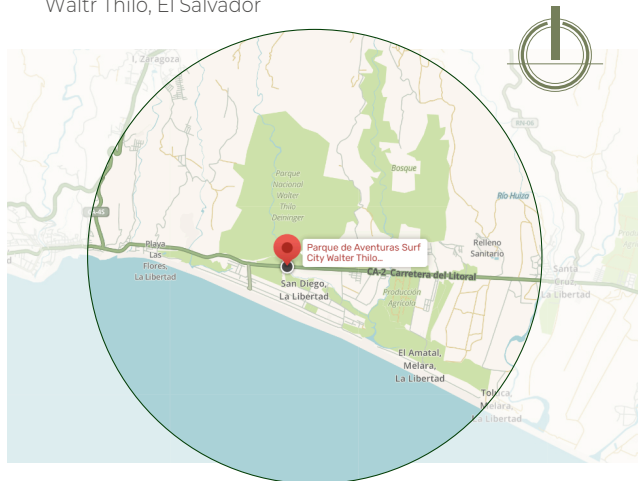 Waltr Thilo, El Salvador
I, Zaragoza
RN-05
Parque
Nacional
Walter
Thilo
Deininger
Bosque
Río Huiza
Playa
Las
Flores,
La Libertad
Parque de Aventuras Surf
City Walter Thilo...
Relleno
Sanitario
CA-2 Carretera del Litoral
San Diego,
La Libertad
Producción
Agrícola
Santa
Cruz,
La Libertad
El Amatal,
Melara,
La Libertad
Toluca,
Melara,
La Libertad